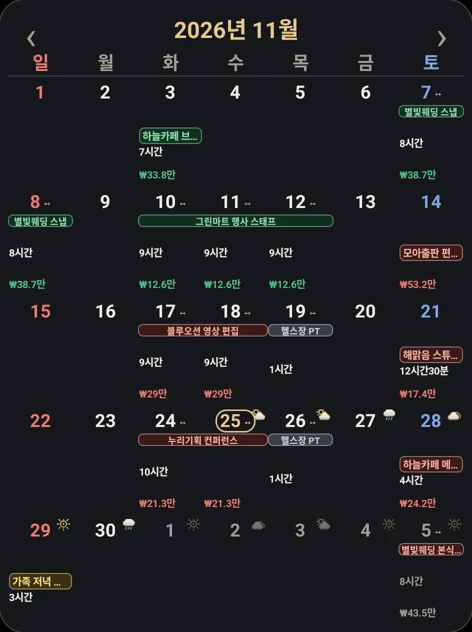 ‹ 2026년 11월 ›
일 월 화 수 목 금 토
1 2 3 4 5 6 7 ↔
별빛웨딩 스냅
하늘카페 브...
7시간 8시간
₩33.8만 ₩38.7만
8 ↔ 9 10 ↔ 11 ↔ 12 ↔ 13 14
별빛웨딩 스냅 그린마트 행사 스태프
모아출판 편...
8시간 9시간 9시간 9시간
₩38.7만 ₩12.6만 ₩12.6만 ₩12.6만 ₩53.2만
15 16 17 ↔ 18 ↔ 19 ↔ 20 21
블루오션 영상 편집 헬스장 PT
해맑음 스튜...
9시간 9시간 1시간 12시간30분
₩29만 ₩29만 ₩17.4만
22 23 24 ↔ 25 ↔ 26 ↔ 27 28
누리기획 컨퍼런스 헬스장 PT
하늘카페 메...
10시간 1시간 4시간
₩21.3만 ₩21.3만 ₩24.2만
29 30 1 2 3 4 5 ↔
별빛웨딩 본식...
가족 저녁 ...
3시간 8시간
₩43.5만